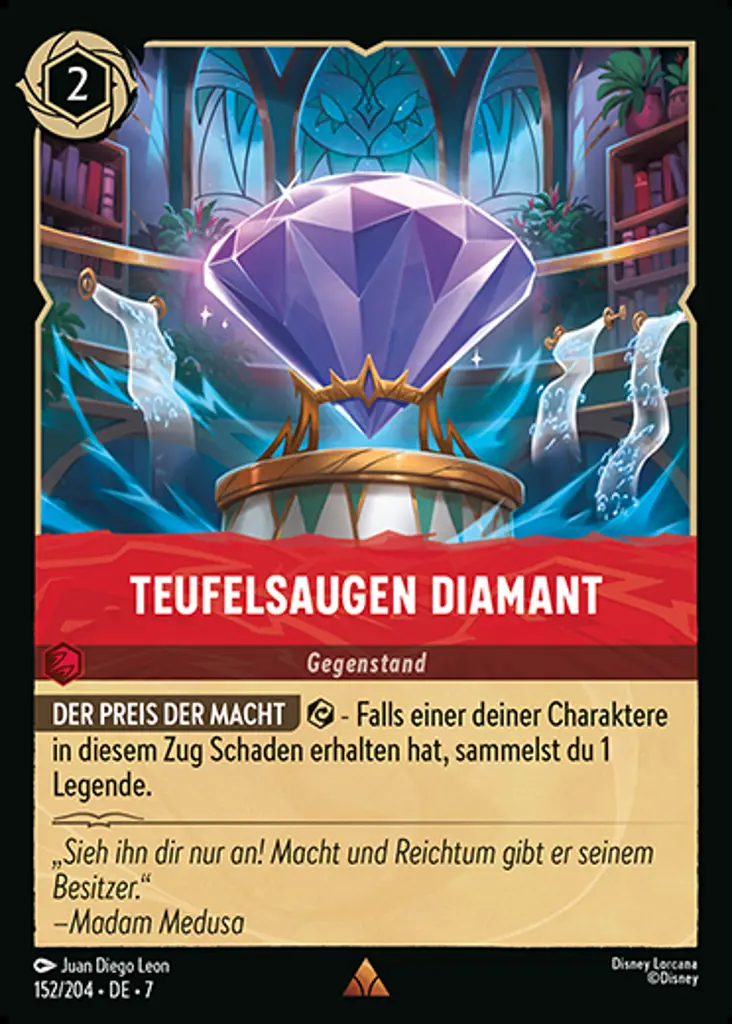 2
TEUFELSAUGEN DIAMANT
Gegenstand
DER PREIS DER MACHT - Falls einer deiner Charaktere
in diesem Zug Schaden erhalten hat, sammelst du 1
Legende.
„Sieh ihn dir nur an! Macht und Reichtum gibt er seinem
Besitzer.“
–Madam Medusa
Juan Diego Leon
152/204 • DE • 7
Disney Lorcana
©Disney